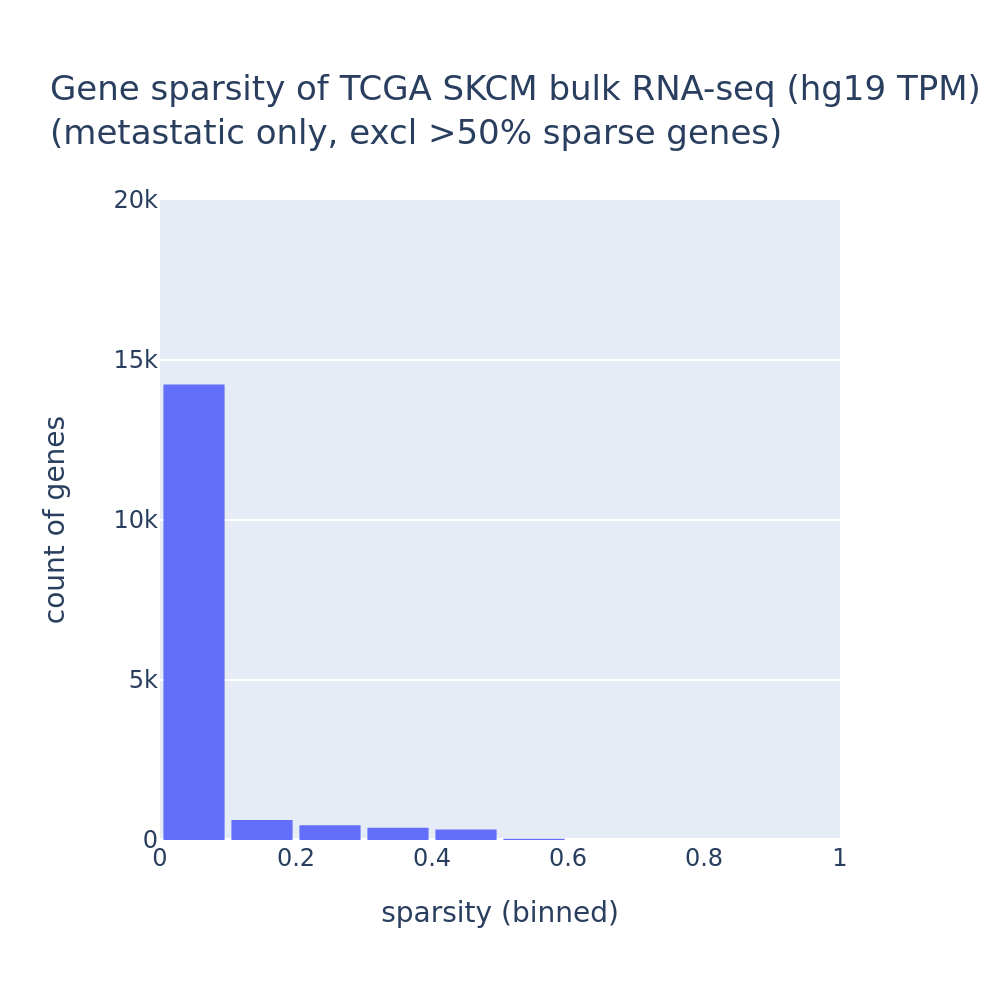 Gene sparsity of TCGA SKCM bulk RNA-seq (hg19 TPM)
(metastatic only, excl >50% sparse genes)
20k
15k
10k
5k
0
count of genes
0 0.2 0.4 0.6 0.8 1
sparsity (binned)